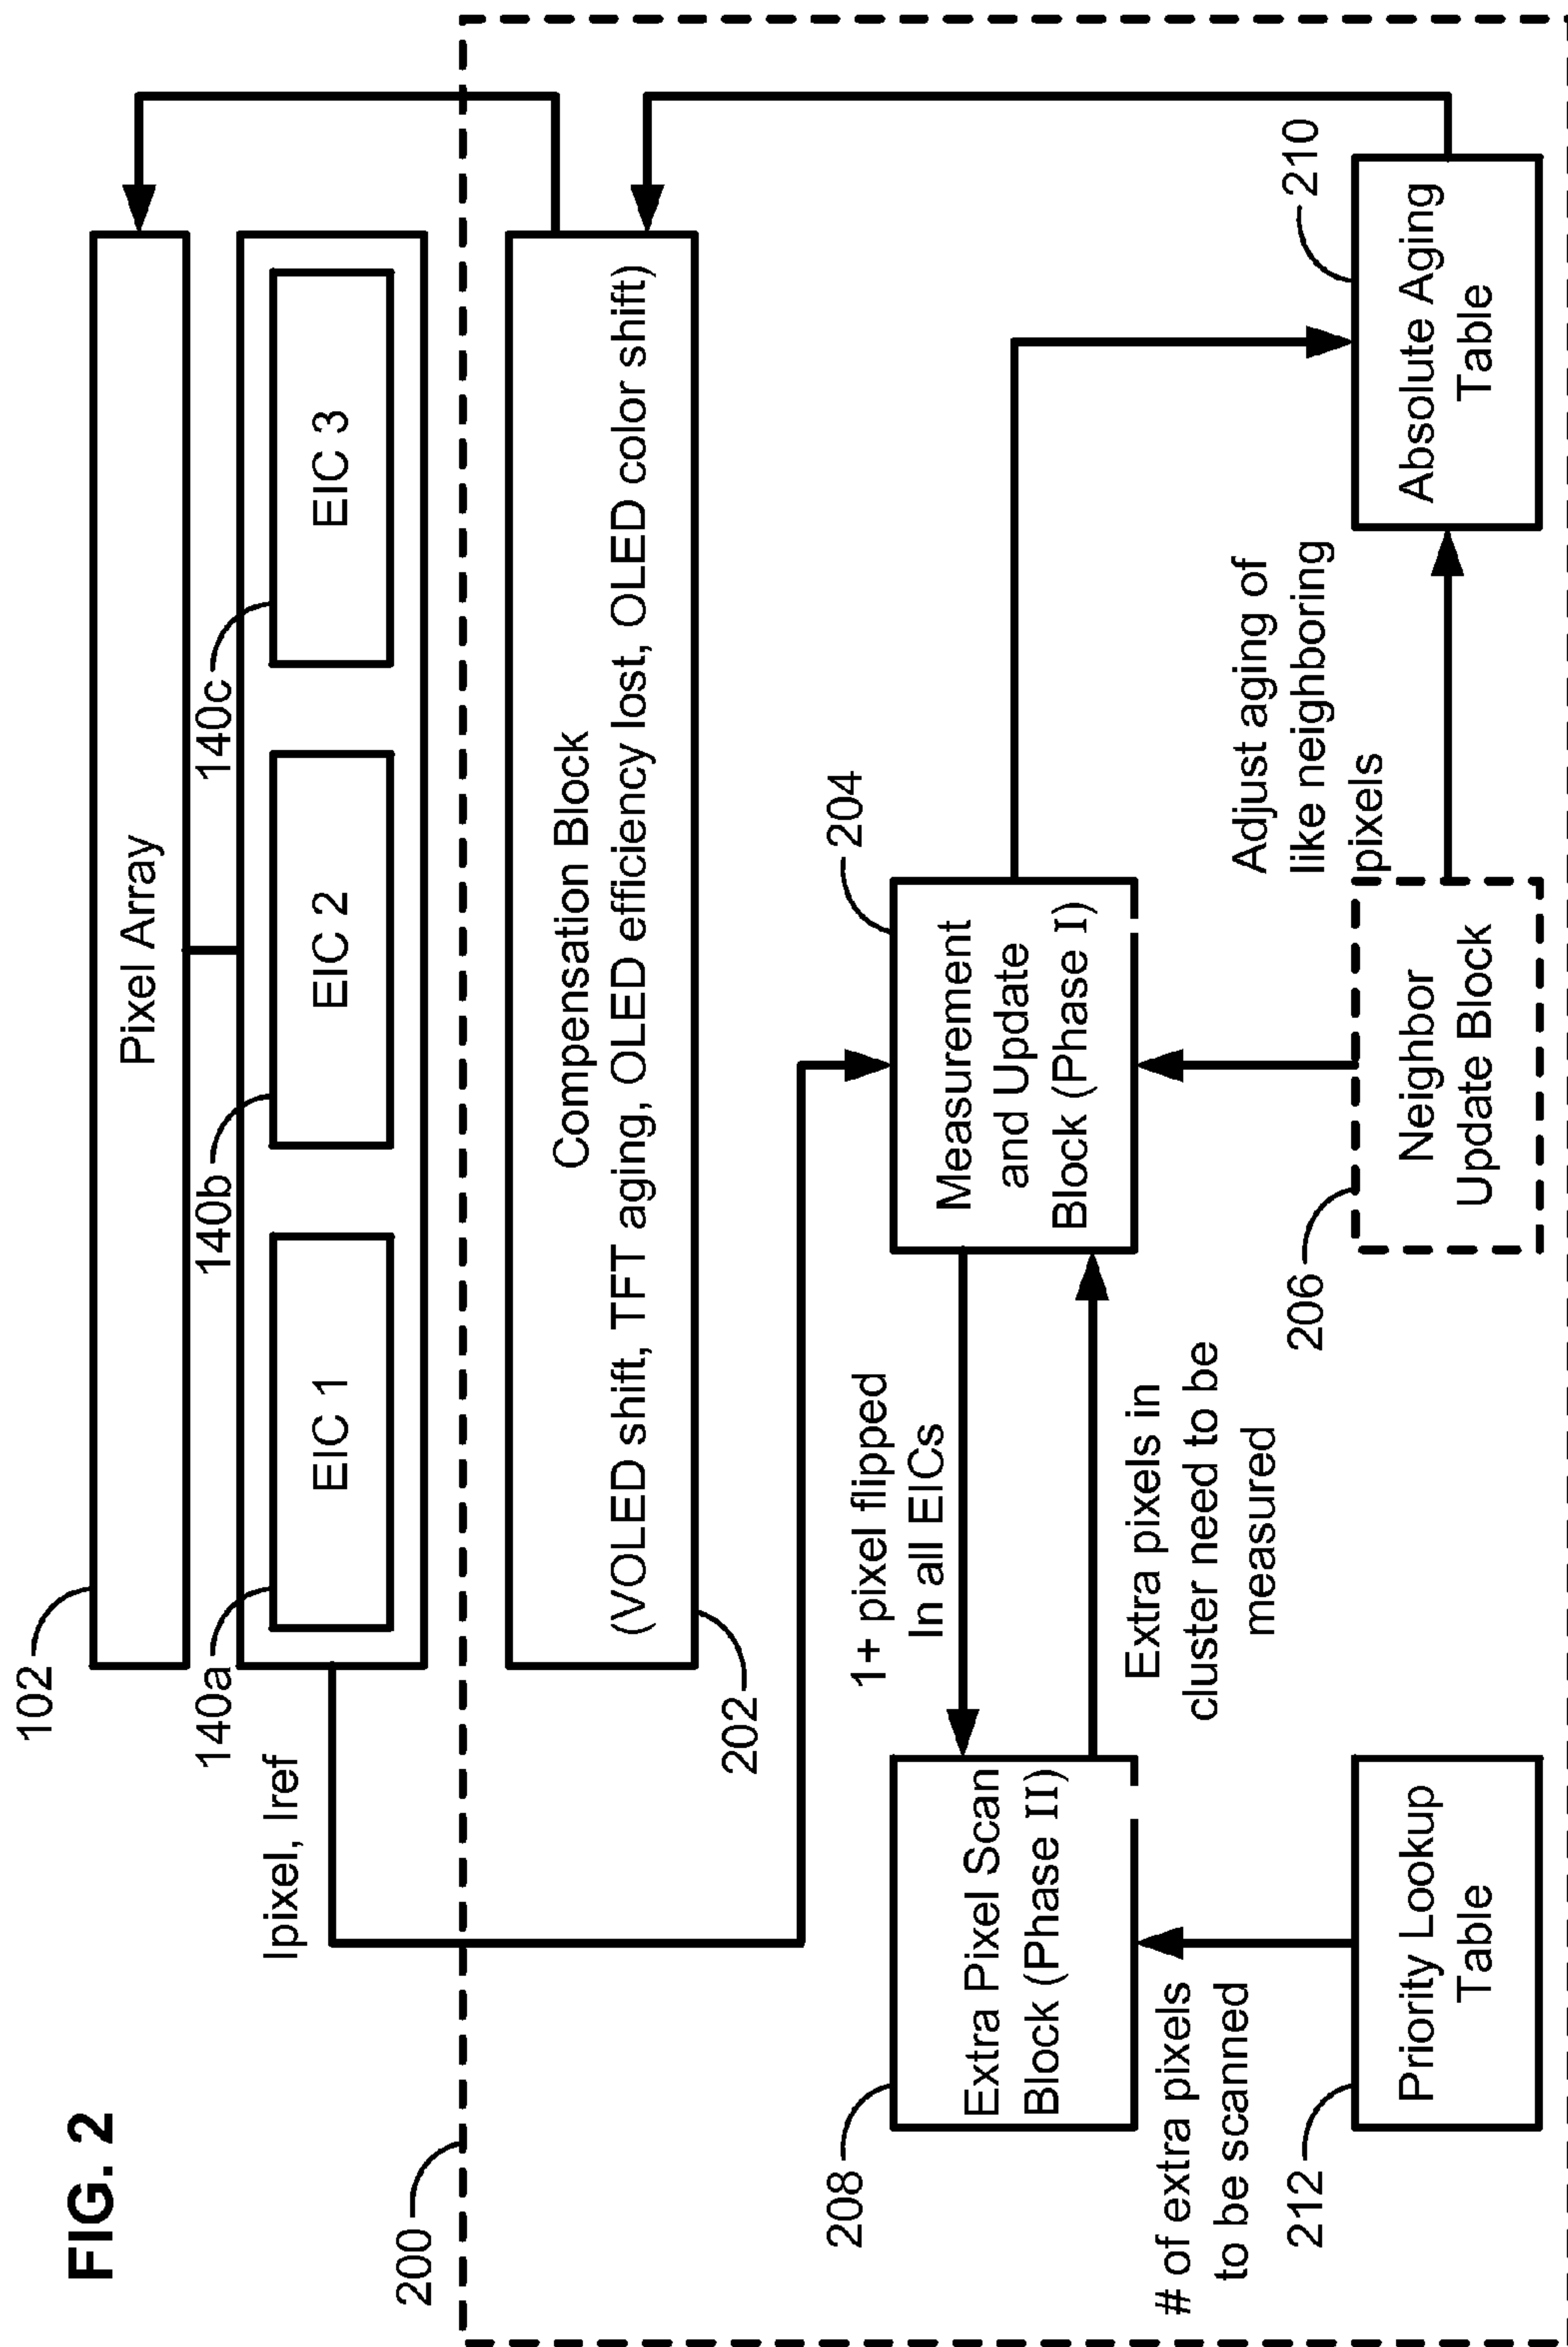 FIG. 2
102
Pixel Array
140a
EIC 1
140b
EIC 2
140c
EIC 3
Ipixel, Iref
200
202
Compensation Block
(VOLED shift, TFT aging, OLED efficiency lost, OLED color shift)
208
Extra Pixel Scan
Block (Phase II)
1+ pixel flipped
In all EICs
Extra pixels in
cluster need to be
measured
204
Measurement
and Update
Block (Phase I)
# of extra pixels
to be scanned
212
Priority Lookup
Table
206
Neighbor
Update Block
Adjust aging of
like neighboring
pixels
210
Absolute Aging
Table